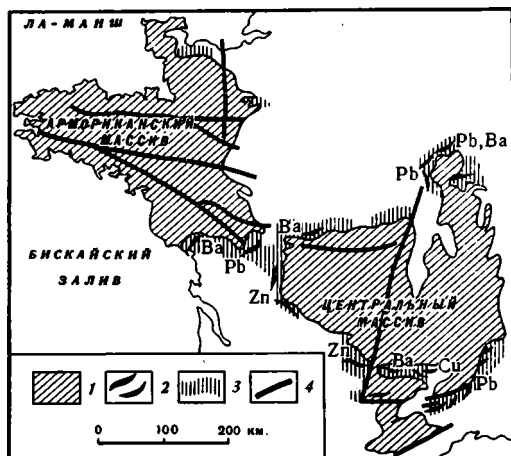 ЛА-МАНШ
АРМОРИКАНСКИЙ
МАССИВ
Pb, Ba
Pb
Ba
Ba
Pb
БИСКАЙСКИЙ
ЗАЛИВ
Zn
ЦЕНТРАЛЬНЫЙ
МАССИВ
Zn
Ba
Cu
Pb
1 2 3 4
0 100 200 км.